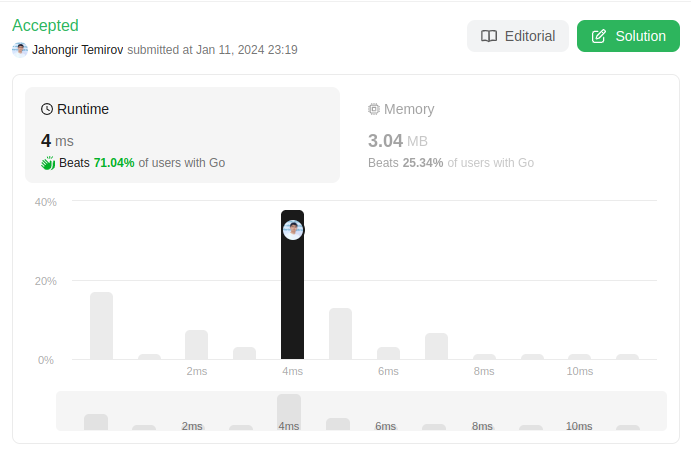 Accepted
Editorial
Solution
Jahongir Temirov submitted at Jan 11, 2024 23:19
Runtime
Memory
4 ms
3.04 MB
Beats 71.04% of users with Go
Beats 25.34% of users with Go
40%
20%
0%
2ms 4ms 6ms 8ms 10ms
2ms 4ms 6ms 8ms 10ms